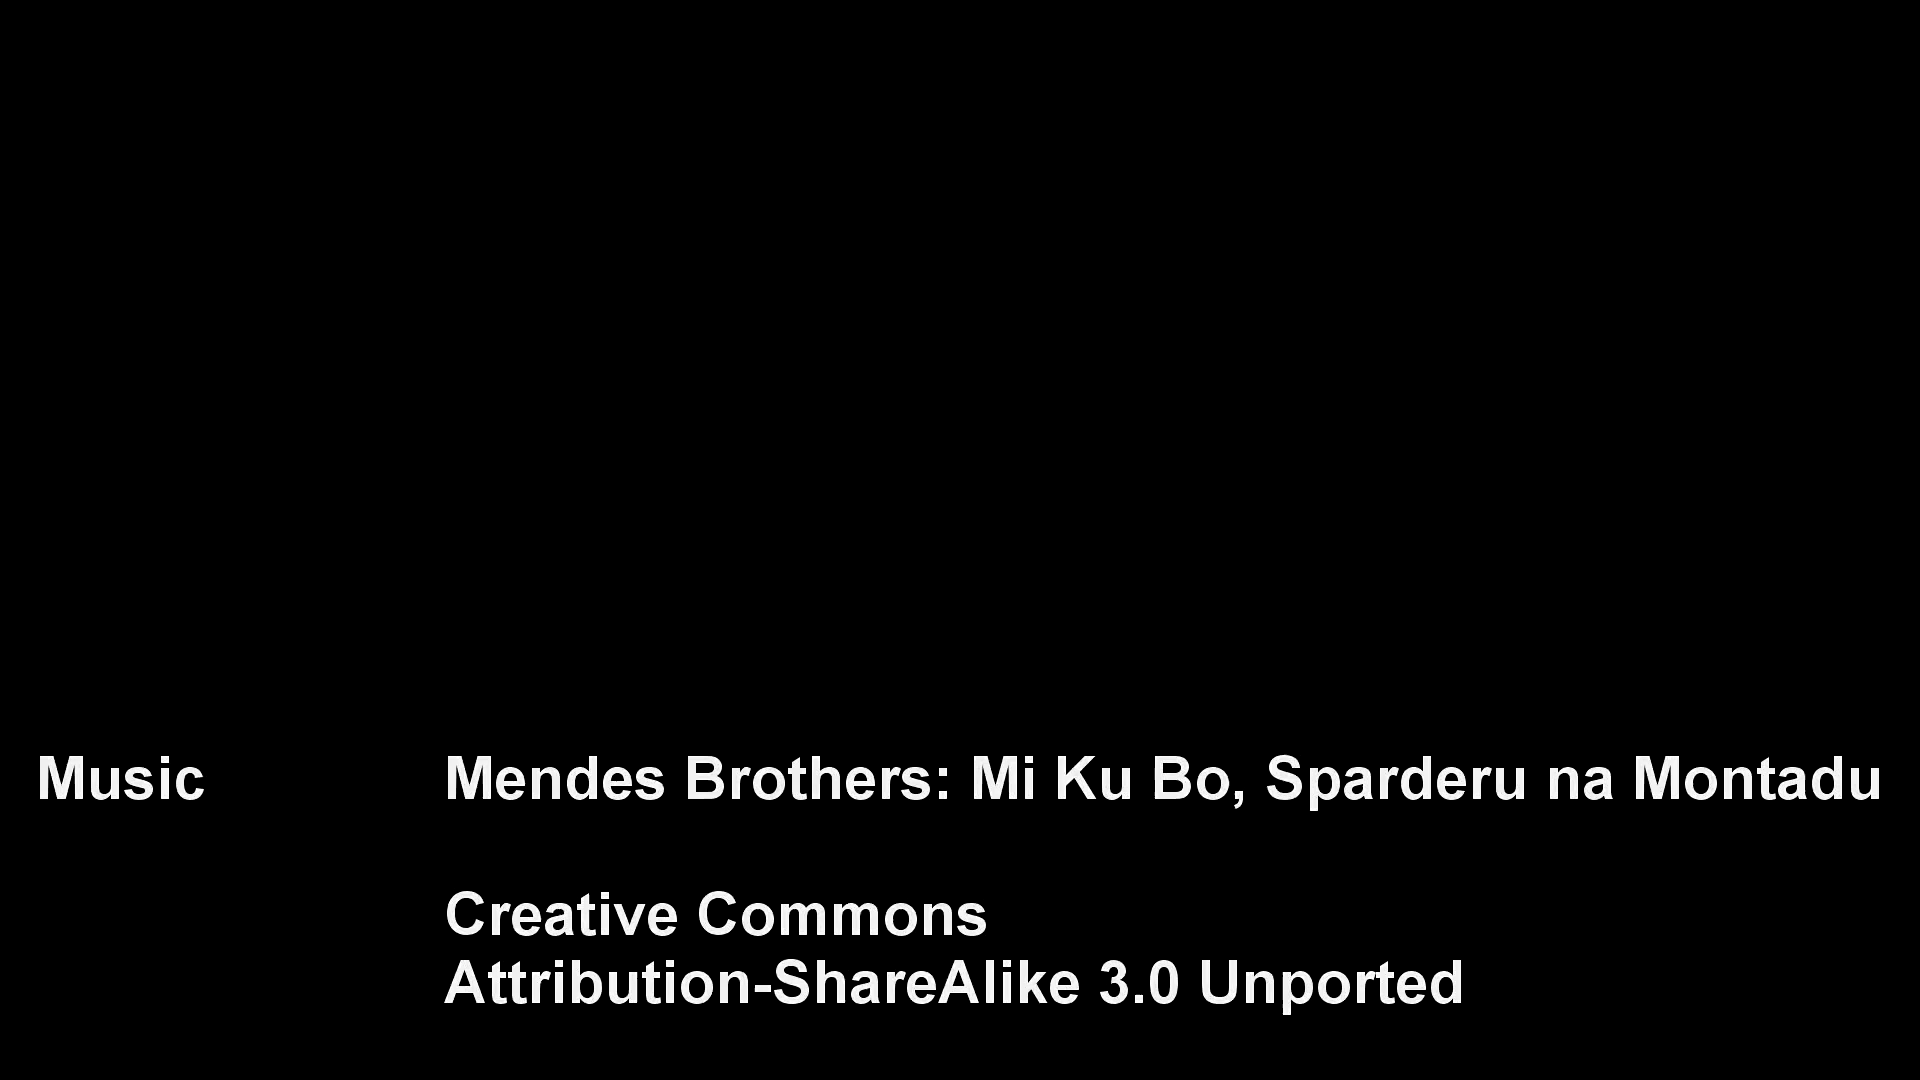 Music Mendes Brothers: Mi Ku Bo, Sparderu na Montadu
Creative Commons
Attribution-ShareAlike 3.0 Unported